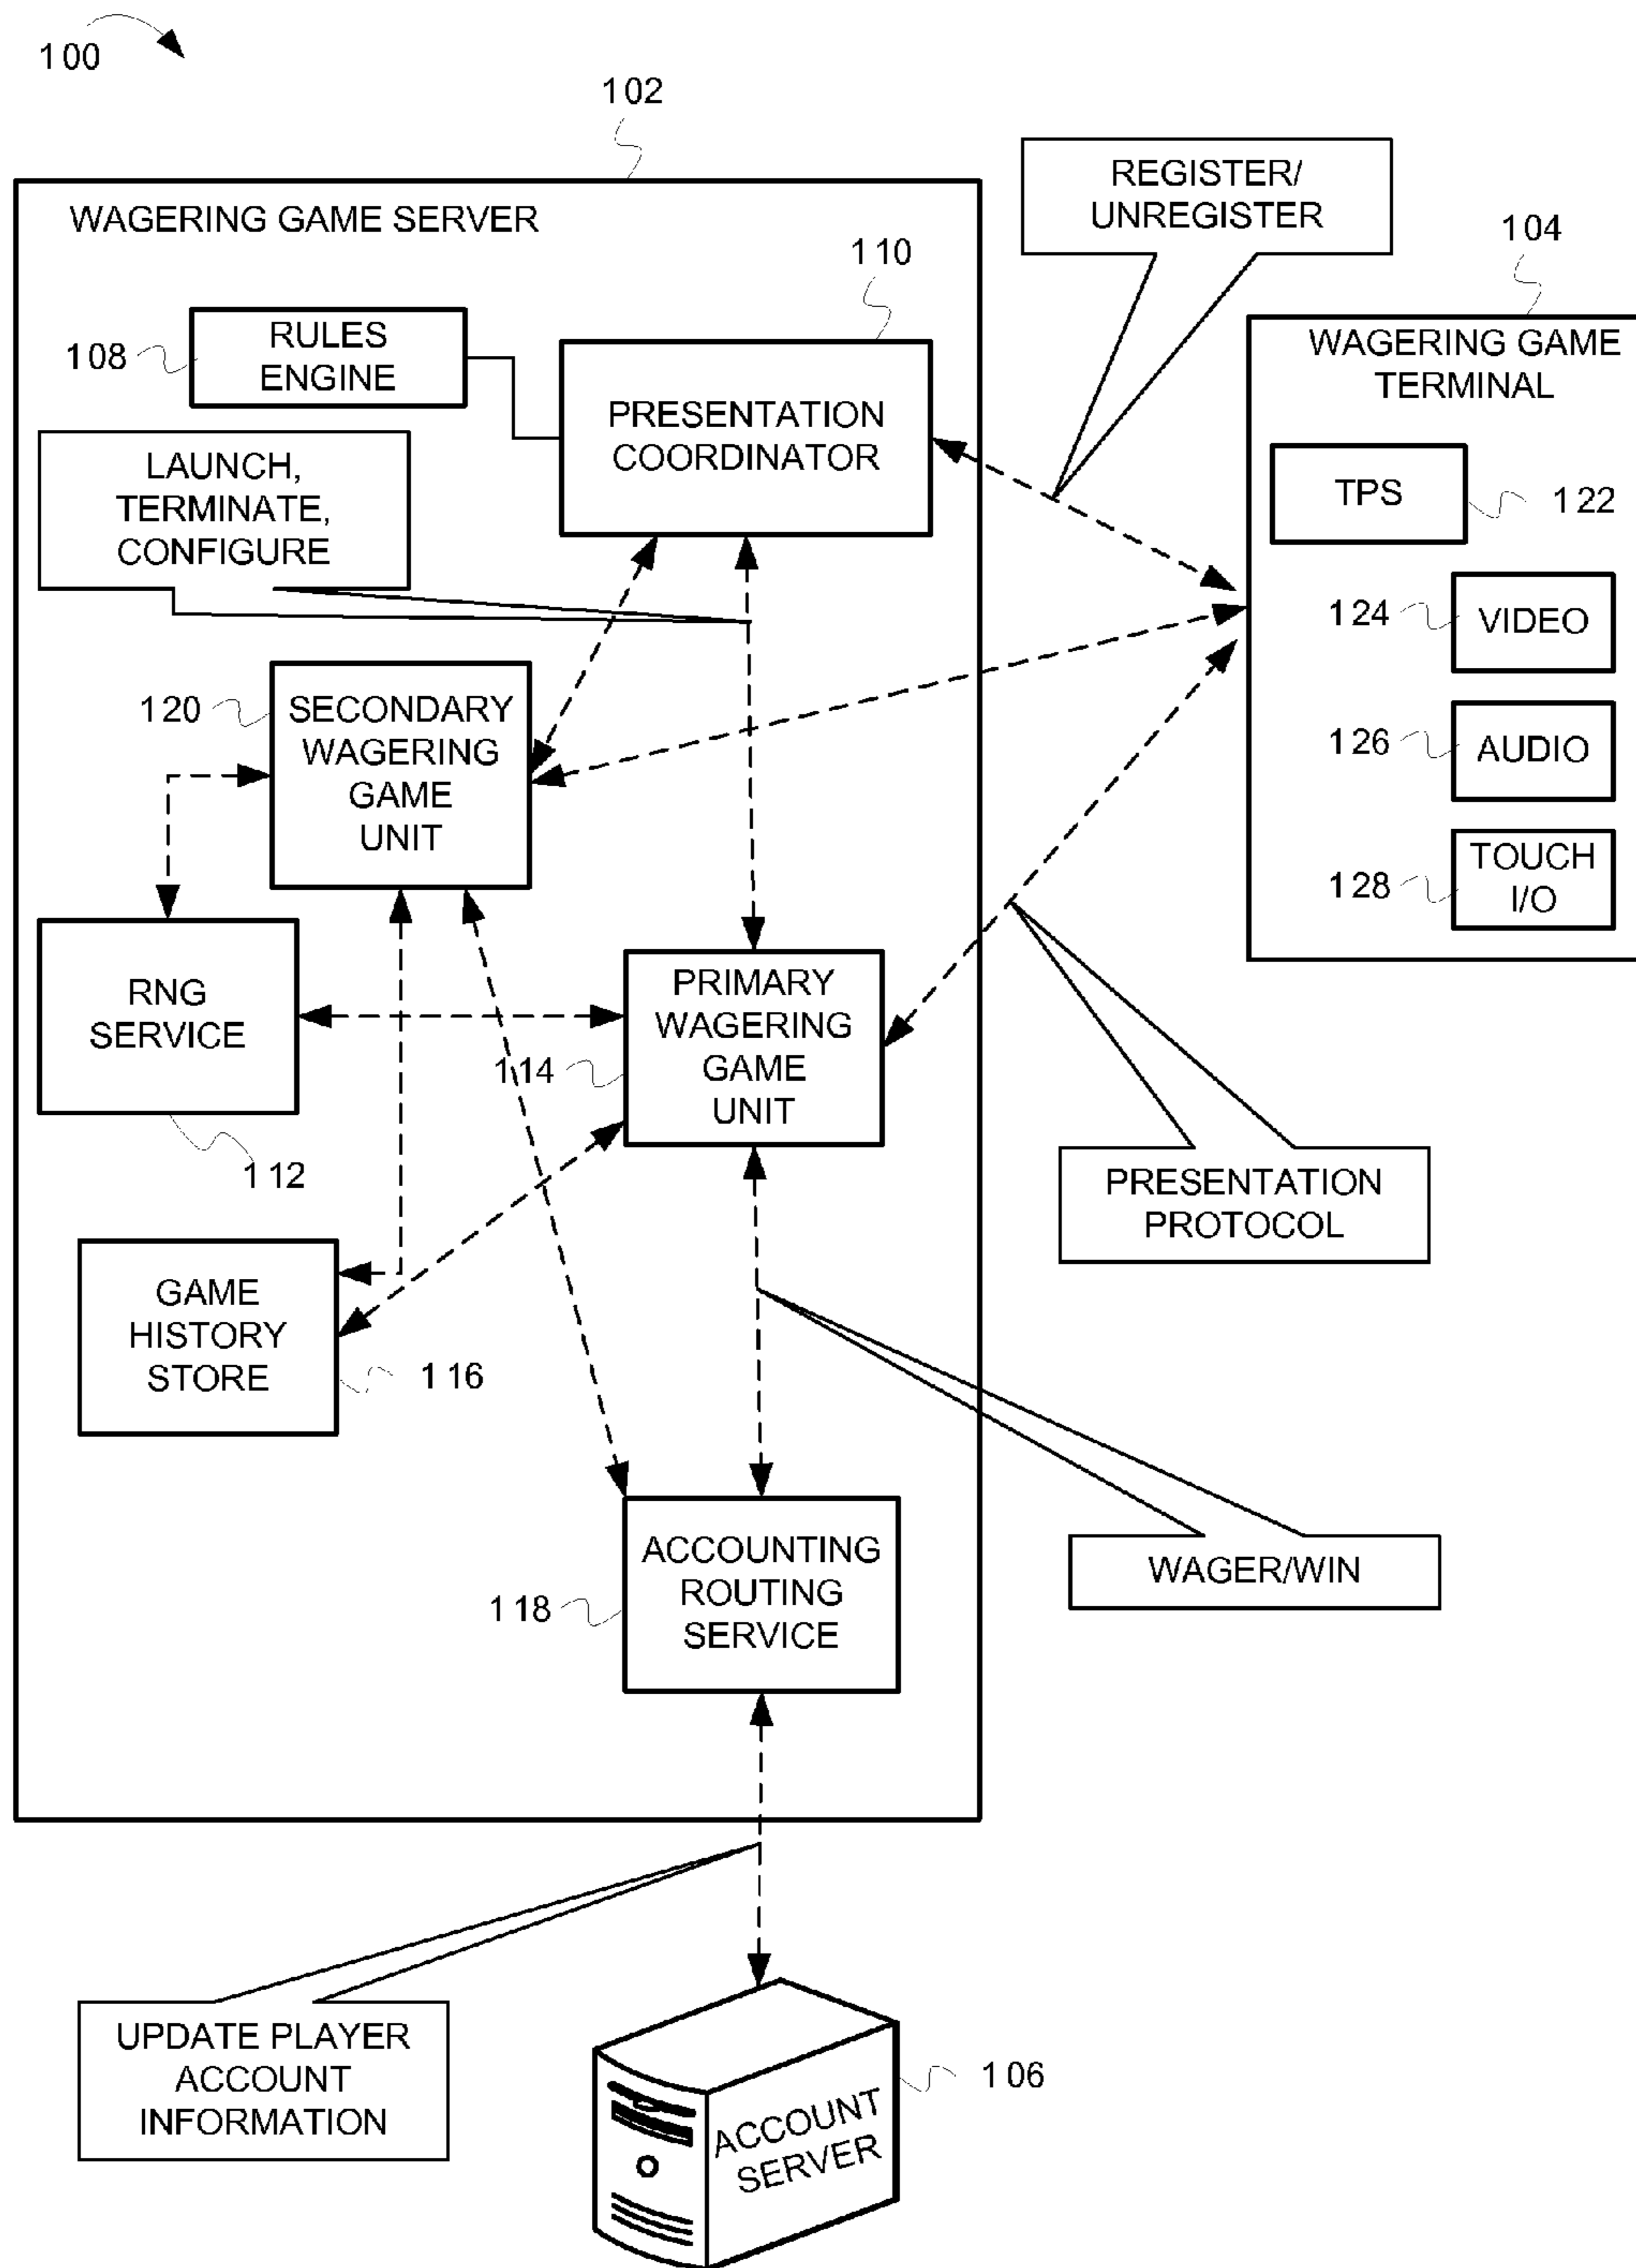 100
102
REGISTER/
UNREGISTER
WAGERING GAME SERVER
104
110
WAGERING GAME
TERMINAL
RULES
ENGINE
108
PRESENTATION
COORDINATOR
LAUNCH,
TERMINATE,
CONFIGURE
TPS
122
124
VIDEO
120
SECONDARY
WAGERING
GAME
UNIT
126
AUDIO
128
TOUCH
I/O
RNG
SERVICE
112
PRIMARY
WAGERING
GAME
UNIT
114
PRESENTATION
PROTOCOL
GAME
HISTORY
STORE
116
ACCOUNTING
ROUTING
SERVICE
118
WAGER/WIN
UPDATE PLAYER
ACCOUNT
INFORMATION
106
ACCOUNT
SERVER